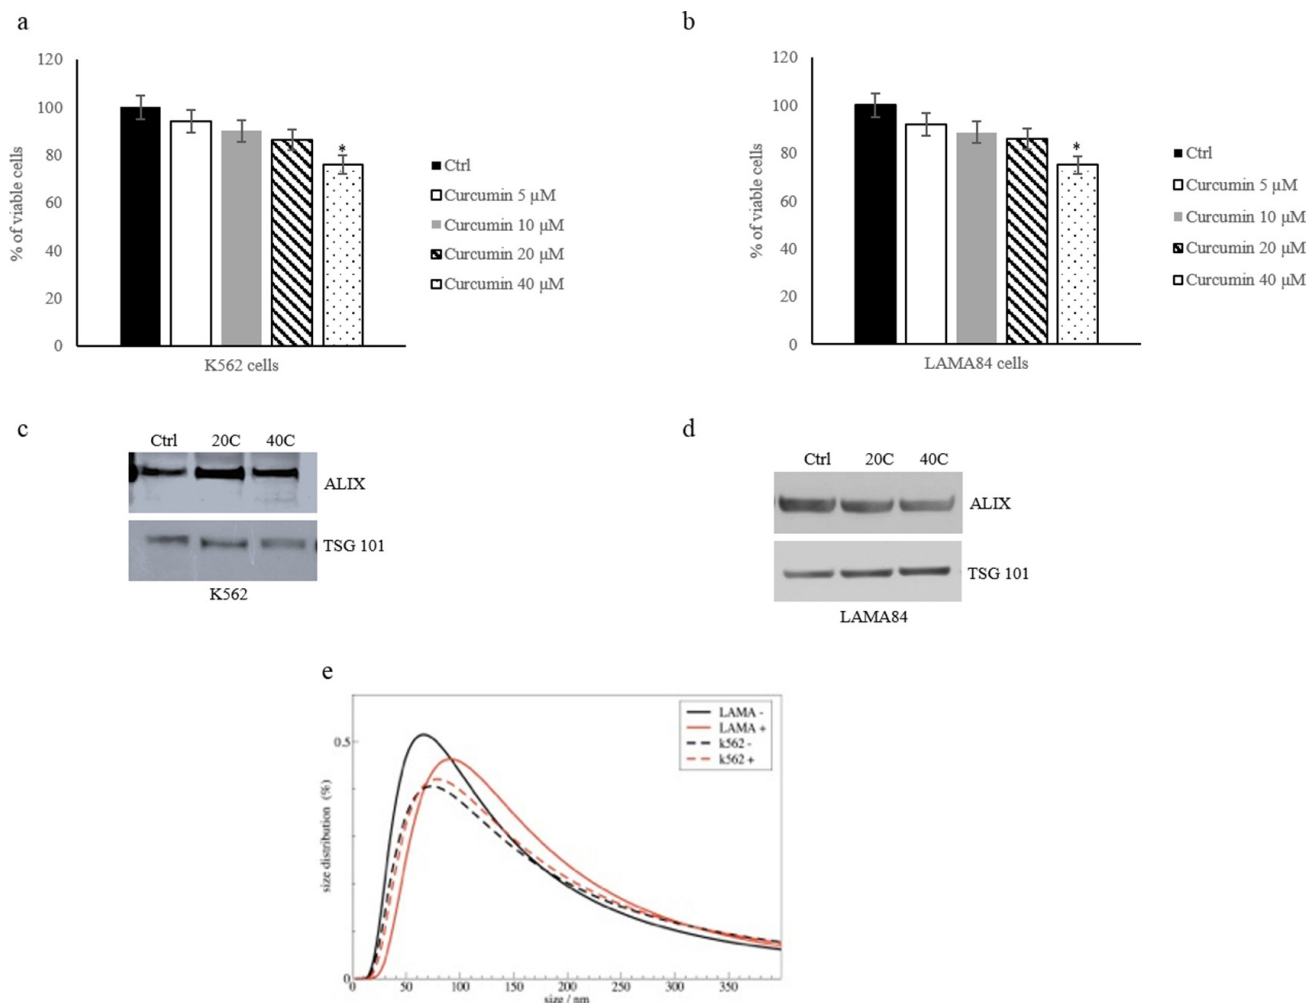 a
120
100
80
60
40
20
0
% of viable cells
*
K562 cells
Ctrl
Curcumin 5 µM
Curcumin 10 µM
Curcumin 20 µM
Curcumin 40 µM
b
120
100
80
60
40
20
0
% of viable cells
*
LAMA84 cells
Ctrl
Curcumin 5 µM
Curcumin 10 µM
Curcumin 20 µM
Curcumin 40 µM
c
Ctrl 20C 40C
ALIX
TSG 101
K562
d
Ctrl 20C 40C
ALIX
TSG 101
LAMA84
e
LAMA -
LAMA +
k562 -
k562 +
0.5
0
size distribution (%)
0 50 100 150 200 250 300 350
size / nm